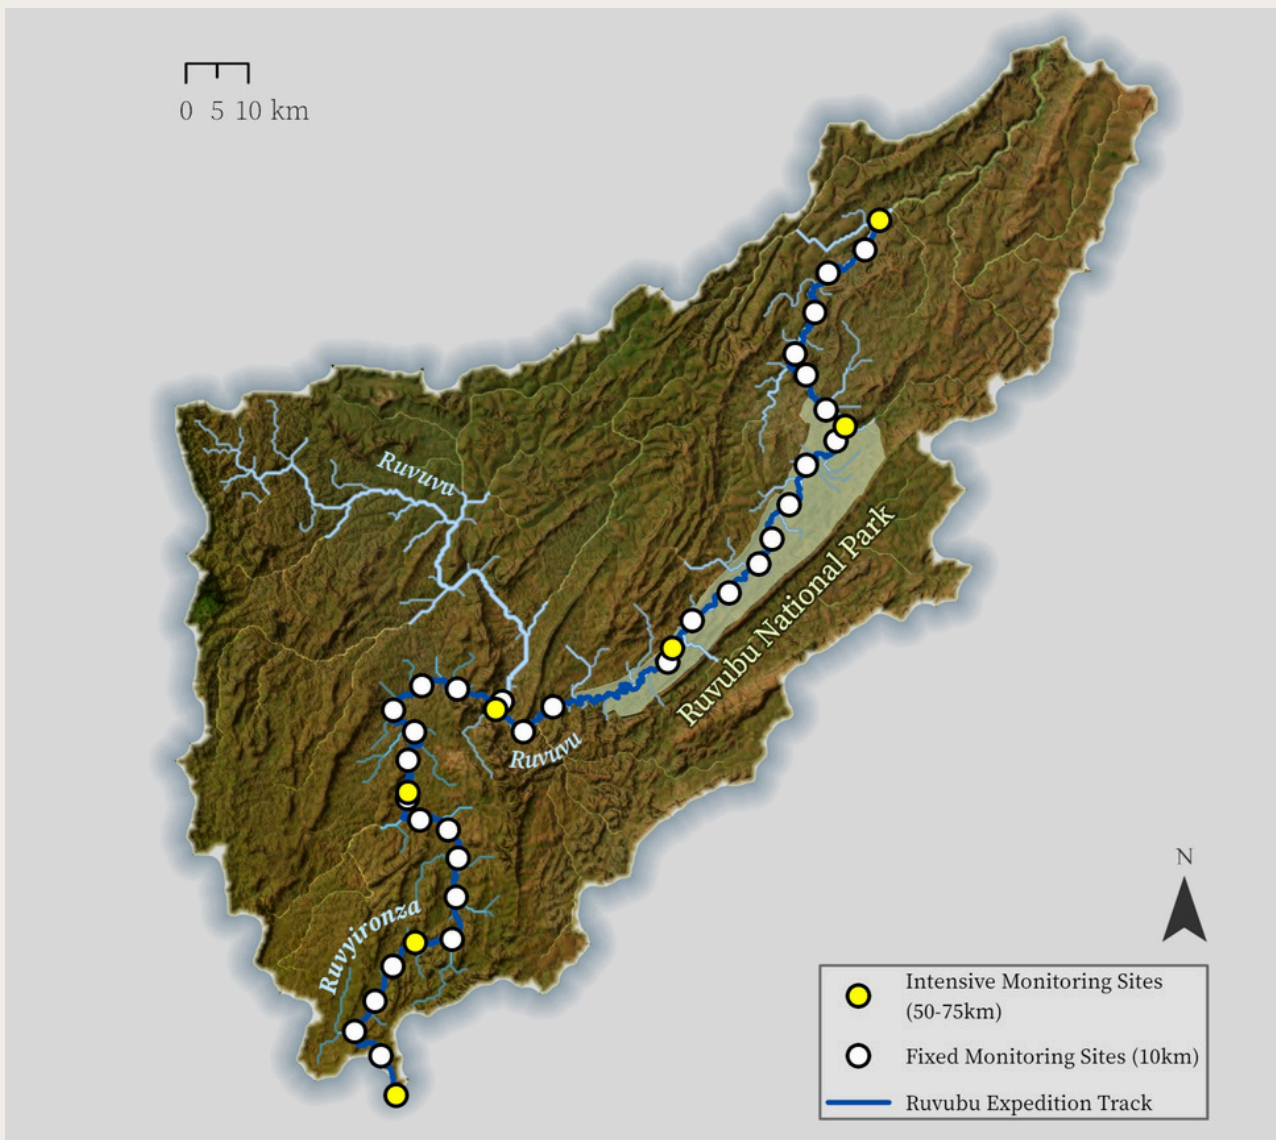 0 5 10 km
Ruvuvu
Ruvubu National Park
Ruvuvu
Ruvyironza
N
Intensive Monitoring Sites
(50-75km)
Fixed Monitoring Sites (10km)
Ruvubu Expedition Track